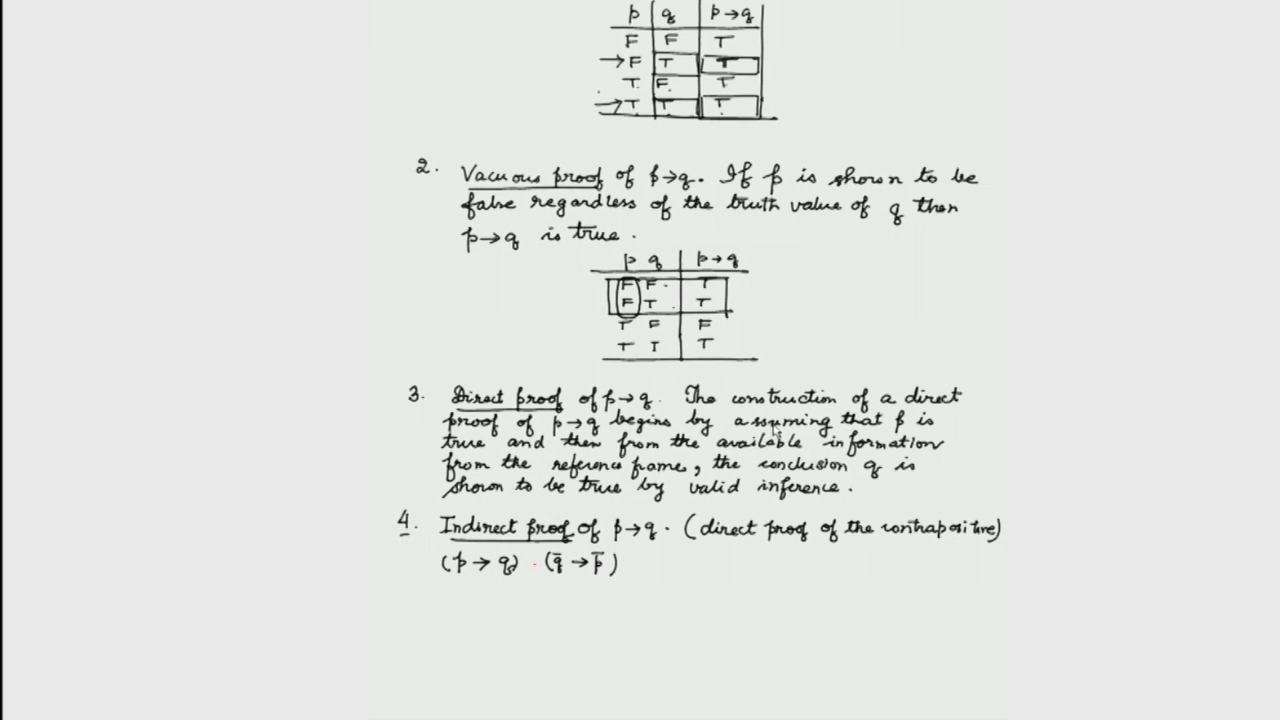 p q p→q
F F T
→ F T T
T F T
→ T T T
2. Vacuous proof of p→q. If p is shown to be
false regardless of the truth value of q then
p→q is true.
p q p→q
F F T
F T T
T F F
T T T
3. Direct proof of p→q. The construction of a direct
proof of p→q begins by assuming that p is
true and then from the available information
from the reference frame, the conclusion q is
shown to be true by valid inference.
4. Indirect proof of p→q. (direct proof of the contrapositive)
(p → q) · (q̄ → p̄)